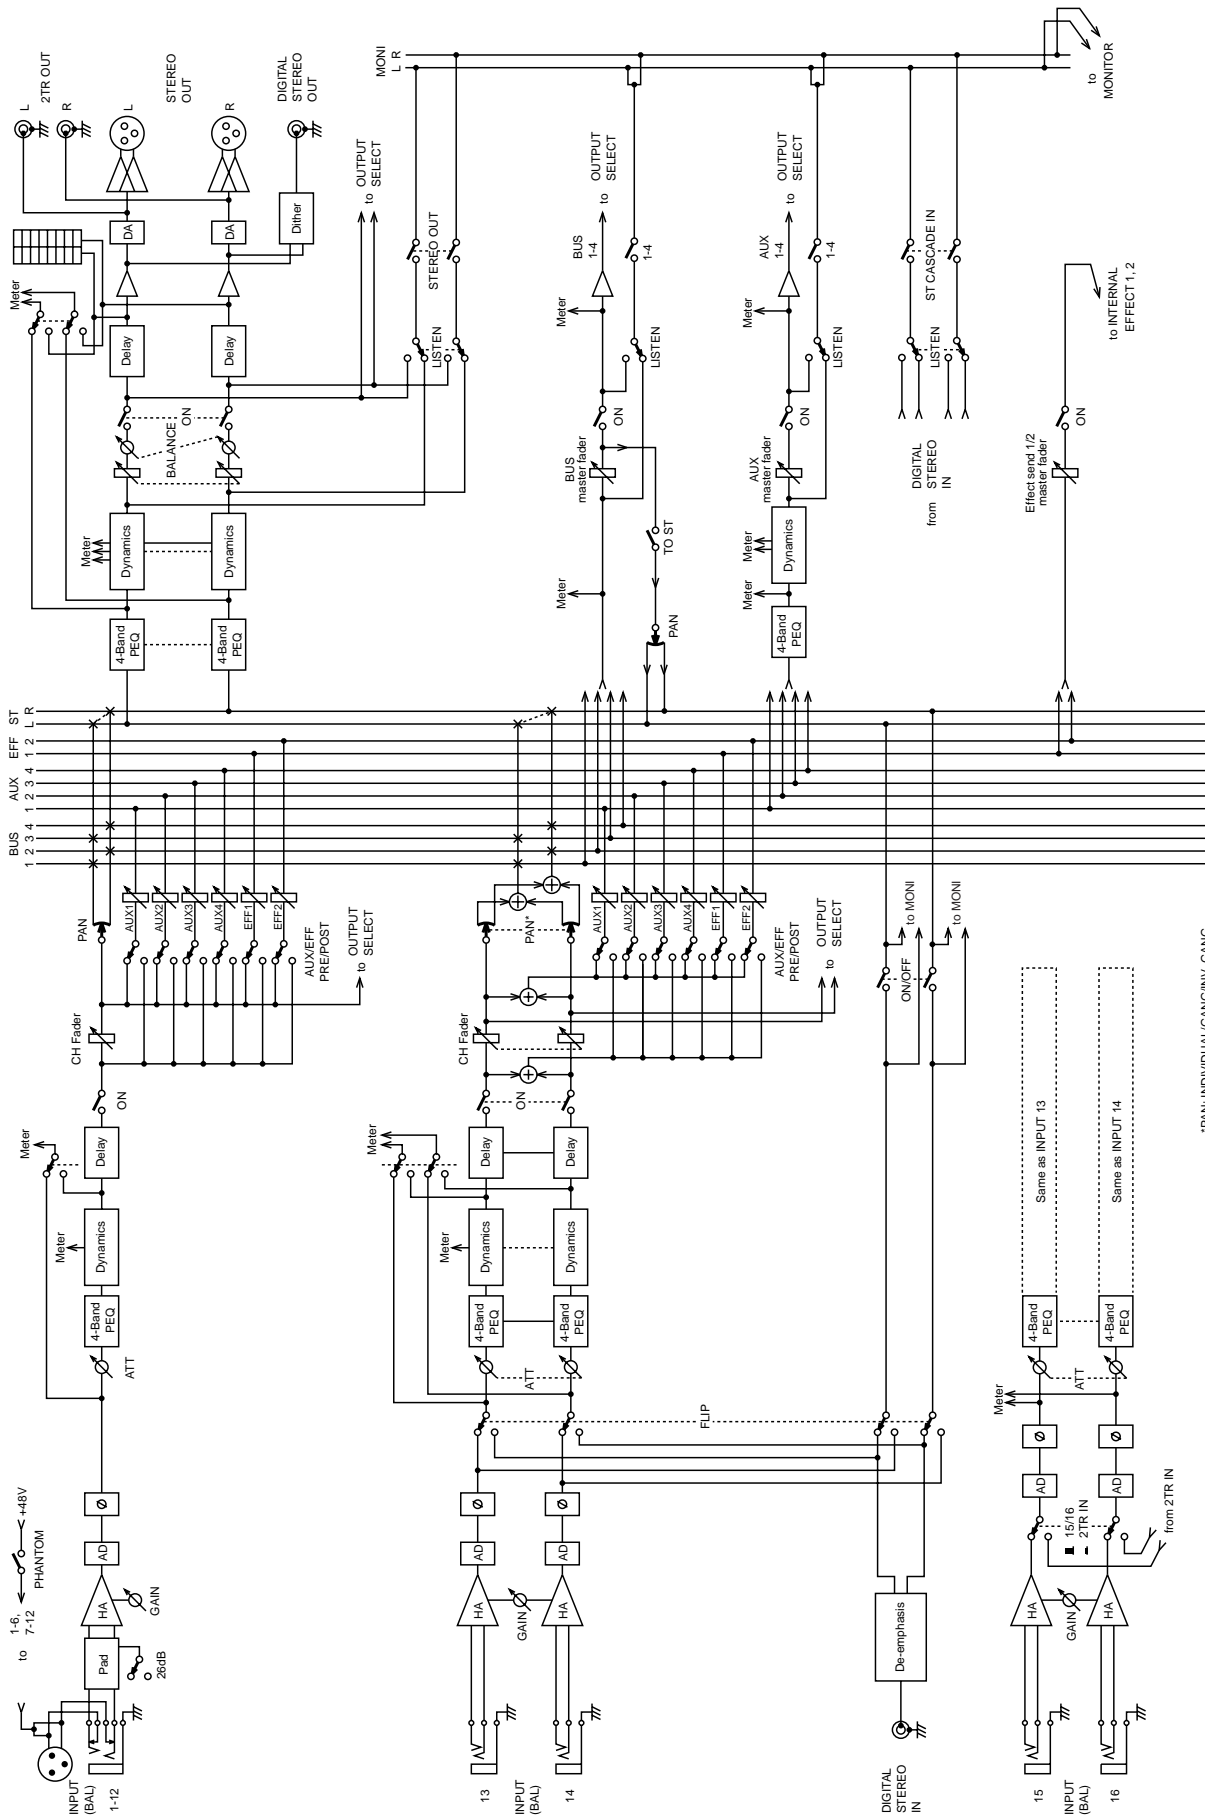 INPUT
(BAL)
1-12
to 1-6,
7-12
PHANTOM
+48V
Pad
26dB
HA
GAIN
AD
Ø
ATT
4-Band
PEQ
Meter
Dynamics
Meter
Delay
ON
CH Fader
AUX/EFF
PRE/POST
to OUTPUT
SELECT
PAN
AUX1
AUX2
AUX3
AUX4
EFF1
EFF2
BUS
1 2 3 4
AUX
1 2 3 4
EFF
1 2
ST
L R
4-Band
PEQ
4-Band
PEQ
Meter
Dynamics
Dynamics
BALANCE
ON
Delay
Delay
Meter
DA
DA
Dither
L
2TR OUT
R
L
STEREO
OUT
R
DIGITAL
STEREO
OUT
to OUTPUT
SELECT
LISTEN
STEREO OUT
MONI
L R
INPUT
(BAL)
13
14
HA
GAIN
HA
AD
AD
Ø
Ø
FLIP
ATT
4-Band
PEQ
4-Band
PEQ
Meter
Dynamics
Dynamics
Meter
Delay
Delay
ON
CH Fader
AUX/EFF
PRE/POST
to OUTPUT
SELECT
PAN*
AUX1
AUX2
AUX3
AUX4
EFF1
EFF2
Meter
BUS
master fader
ON
LISTEN
Meter
BUS
1-4
to OUTPUT
SELECT
1-4
PAN
TO ST
4-Band
PEQ
Meter
Dynamics
Meter
AUX
master fader
ON
LISTEN
Meter
AUX
1-4
to OUTPUT
SELECT
1-4
DIGITAL
STEREO
IN
De-emphasis
ON/OFF
to MONI
to MONI
from DIGITAL
STEREO
IN
LISTEN
ST CASCADE IN
to
MONITOR
Effect send 1/2
master fader
ON
to INTERNAL
EFFECT 1, 2
INPUT
(BAL)
15
16
HA
GAIN
HA
15/16
2TR IN
from 2TR IN
AD
AD
Ø
Ø
Meter
ATT
4-Band
PEQ
4-Band
PEQ
Same as INPUT 13
Same as INPUT 14
*PAN: INDIVIDUAL/GANG/INV. GANG